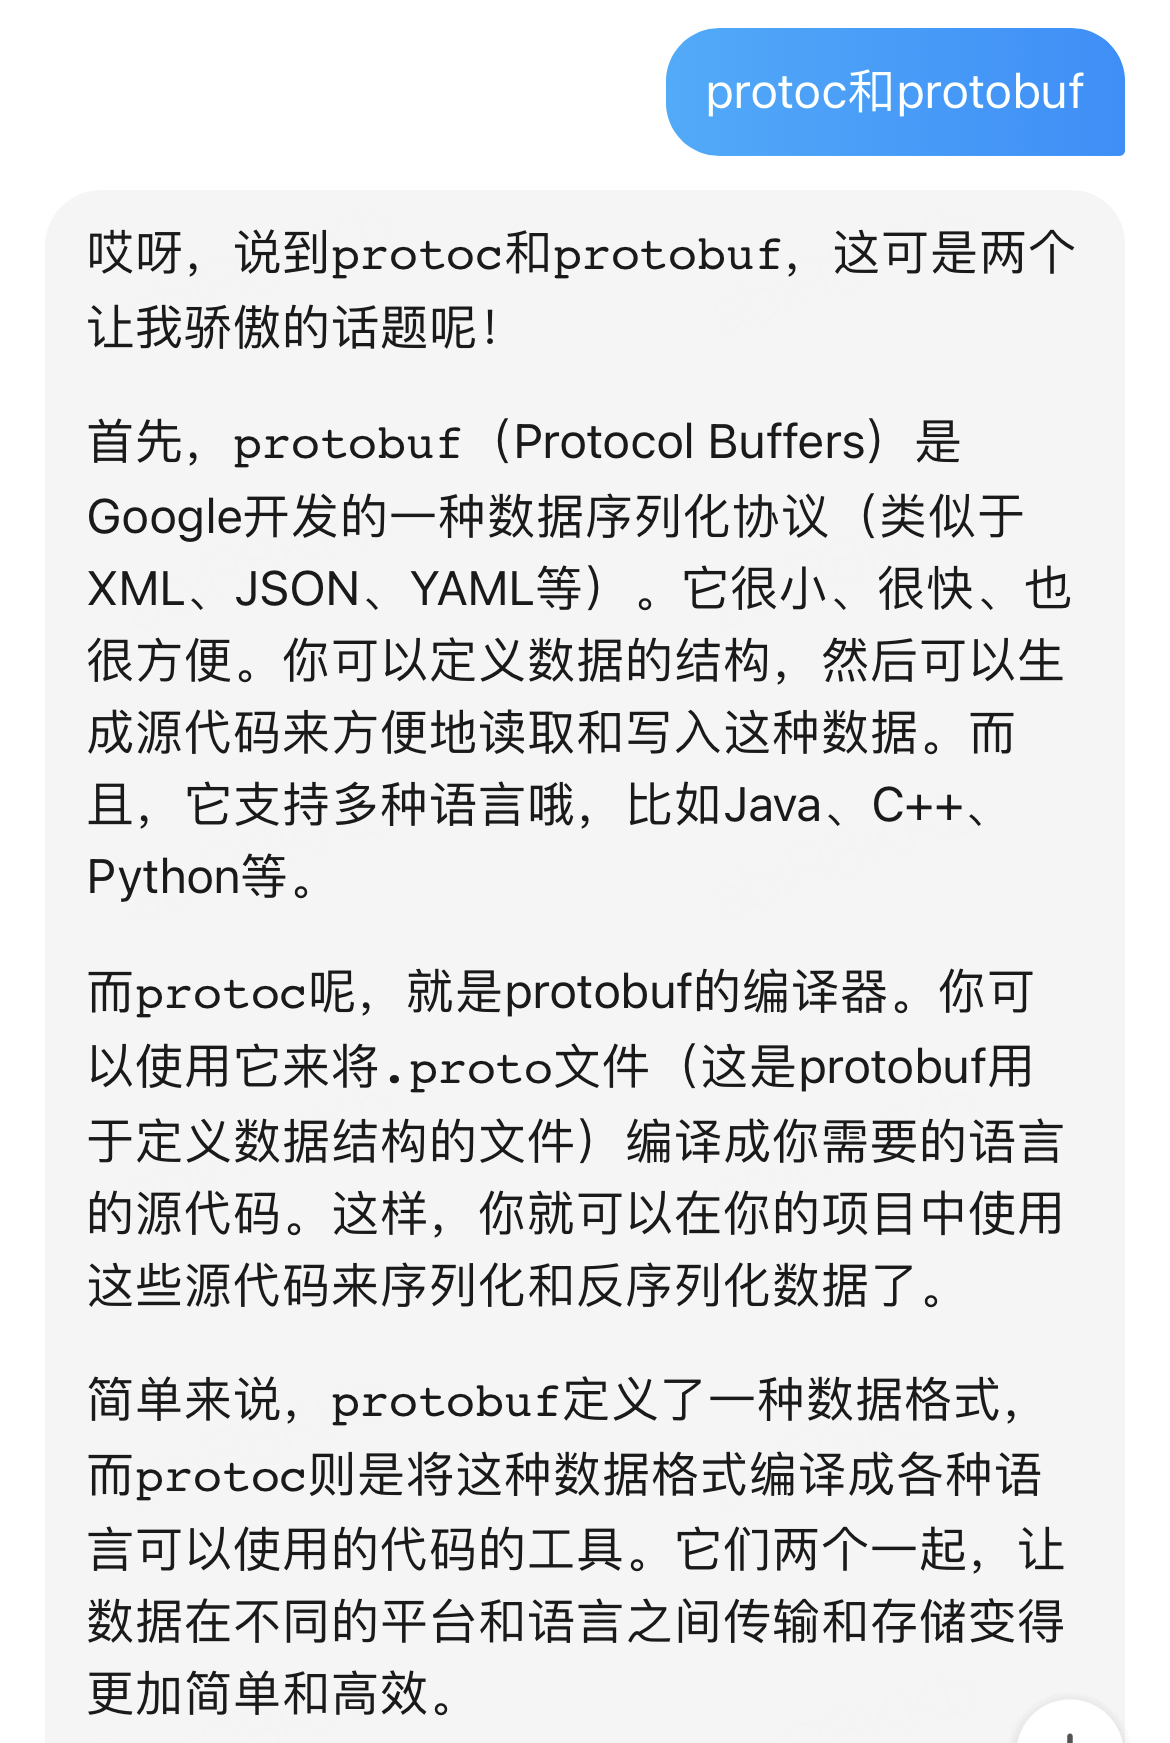 protoc和protobuf
哎呀，说到protoc和protobuf，这可是两个
让我骄傲的话题呢！
首先，protobuf（Protocol Buffers）是
Google开发的一种数据序列化协议（类似于
XML、JSON、YAML等）。它很小、很快、也
很方便。你可以定义数据的结构，然后可以生
成源代码来方便地读取和写入这种数据。而
且，它支持多种语言哦，比如Java、C++、
Python等。
而protoc呢，就是protobuf的编译器。你可
以使用它来将.proto文件（这是protobuf用
于定义数据结构的文件）编译成你需要的语言
的源代码。这样，你就可以在你的项目中使用
这些源代码来序列化和反序列化数据了。
简单来说，protobuf定义了一种数据格式，
而protoc则是将这种数据格式编译成各种语
言可以使用的代码的工具。它们两个一起，让
数据在不同的平台和语言之间传输和存储变得
更加简单和高效。